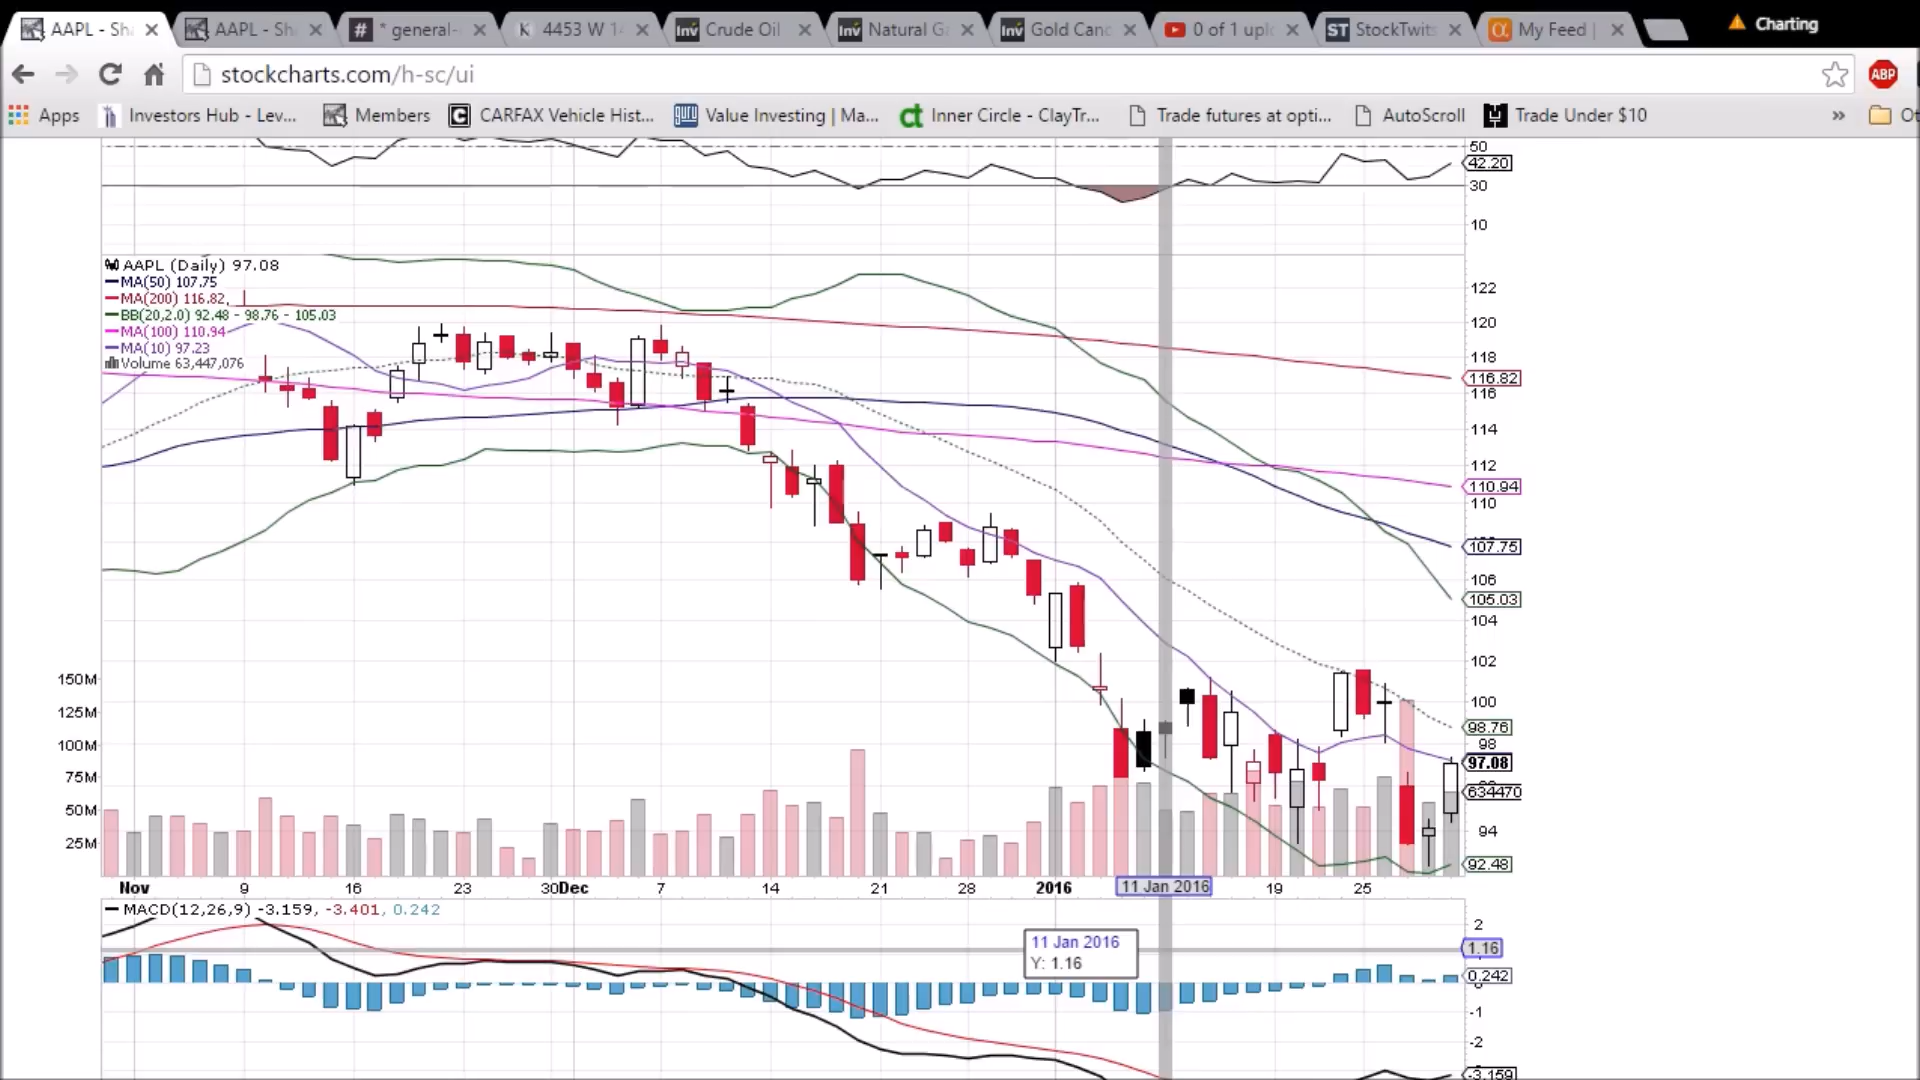 AAPL - Sha
AAPL - Sh
* general-
4453 W 14
Crude Oil
Natural Ga
Gold Canc
0 of 1 uplo
StockTwits
My Feed |
Charting
stockcharts.com/h-sc/ui
ABP
Apps
Investors Hub - Lev...
Members
CARFAX Vehicle Hist...
Value Investing | Ma...
Inner Circle - ClayTr...
Trade futures at opti...
AutoScroll
Trade Under $10
»
Ot
50
42.20
30
10
AAPL (Daily) 97.08
MA(50) 107.75
MA(200) 116.82,
BB(20,2.0) 92.48 - 98.76 - 105.03
MA(100) 110.94
MA(10) 97.23
Volume 63,447,076
122
120
118
116.82
116
114
112
110.94
110
107.75
106
105.03
104
102
100
98.76
98
97.08
634470
94
92.48
150M
125M
100M
75M
50M
25M
Nov
9
16
23
30
Dec
7
14
21
28
2016
11 Jan 2016
19
25
MACD(12,26,9) -3.159, -3.401, 0.242
2
1.16
0.242
-1
-2
-3.159
11 Jan 2016
Y: 1.16